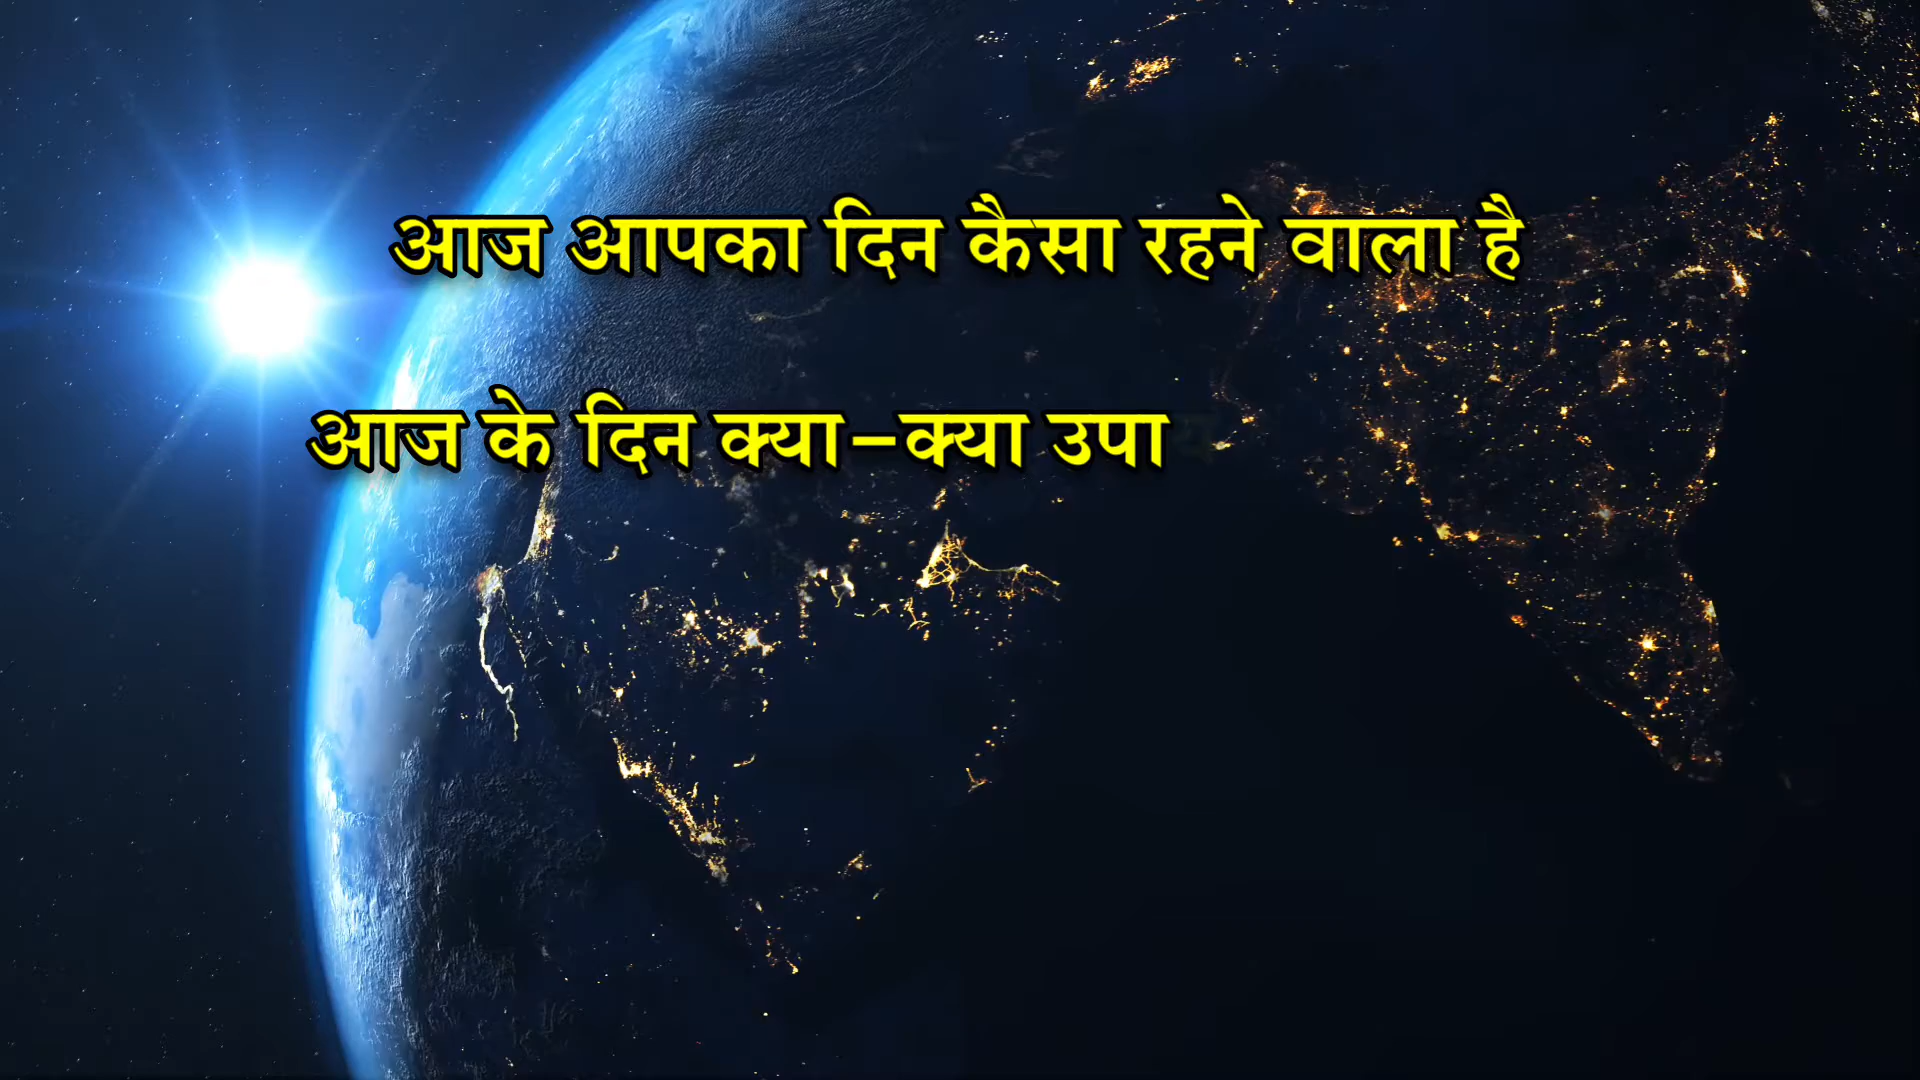 आज आपका दिन कैसा रहने वाला है
आज के दिन क्या-क्या उपा